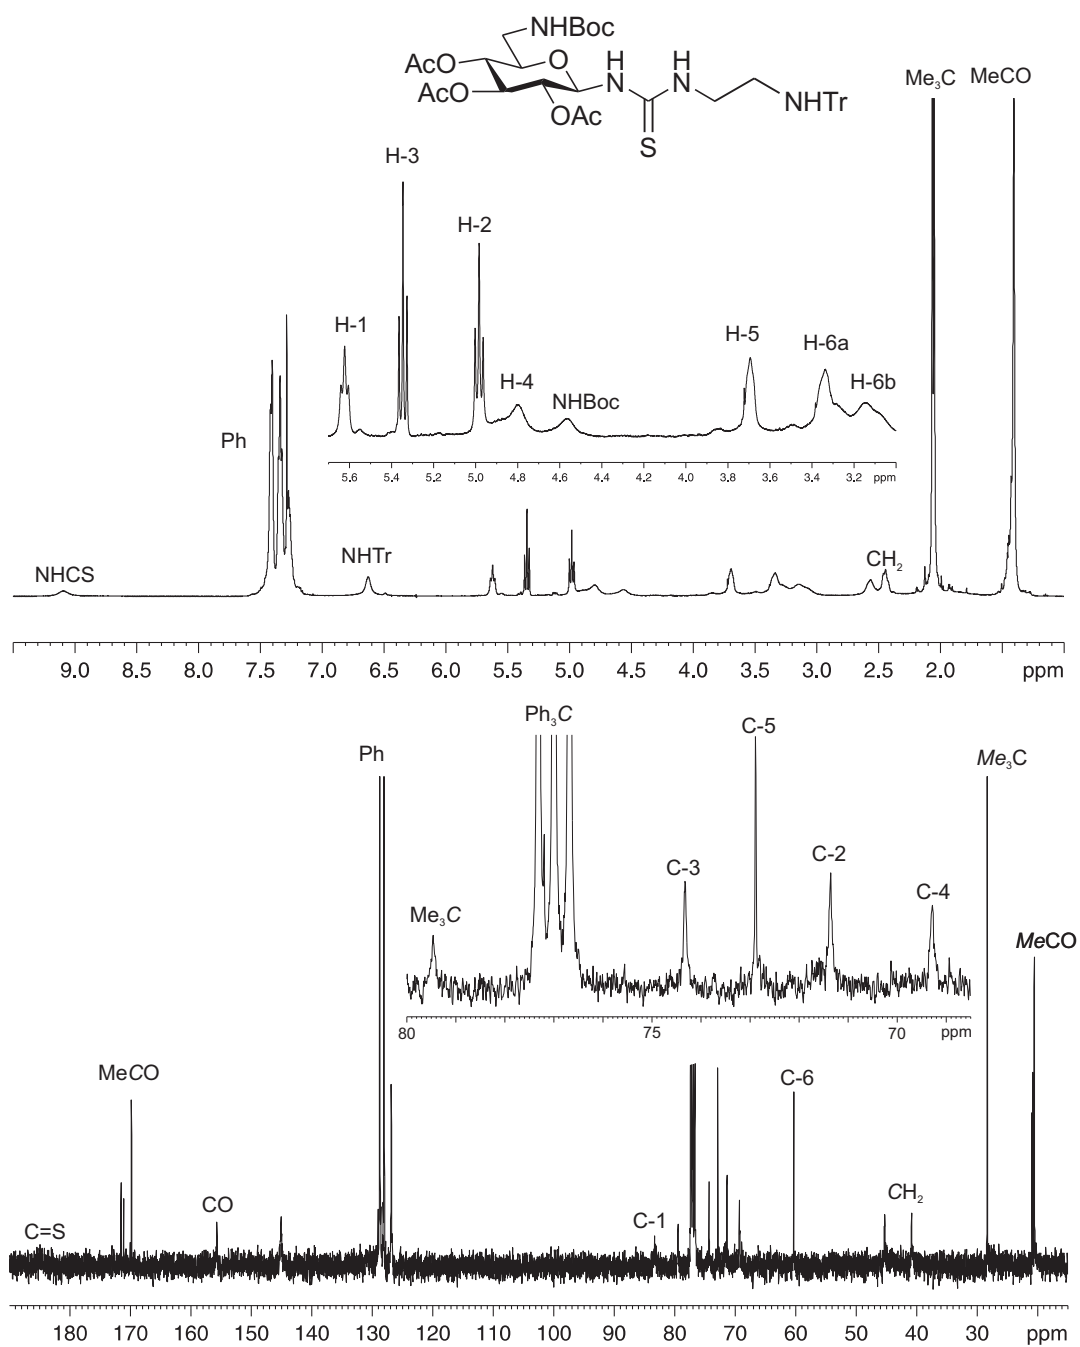 NHBoc
AcO
O
H
N
H
N
AcO
OAc
S
NHTr
Me₃C
MeCO
H-3
H-2
H-1
H-4
NHBoc
H-5
H-6a
H-6b
Ph
5.6 5.4 5.2 5.0 4.8 4.6 4.4 4.2 4.0 3.8 3.6 3.4 3.2 ppm
NHCS
NHTr
CH₂
9.0 8.5 8.0 7.5 7.0 6.5 6.0 5.5 5.0 4.5 4.0 3.5 3.0 2.5 2.0 ppm
Ph₃C
C-5
Ph
Me₃C
C-3
C-2
C-4
Me₃C
MeCO
80 75 70 ppm
MeCO
C-6
CO
C=S
C-1
CH₂
180 170 160 150 140 130 120 110 100 90 80 70 60 50 40 30 ppm